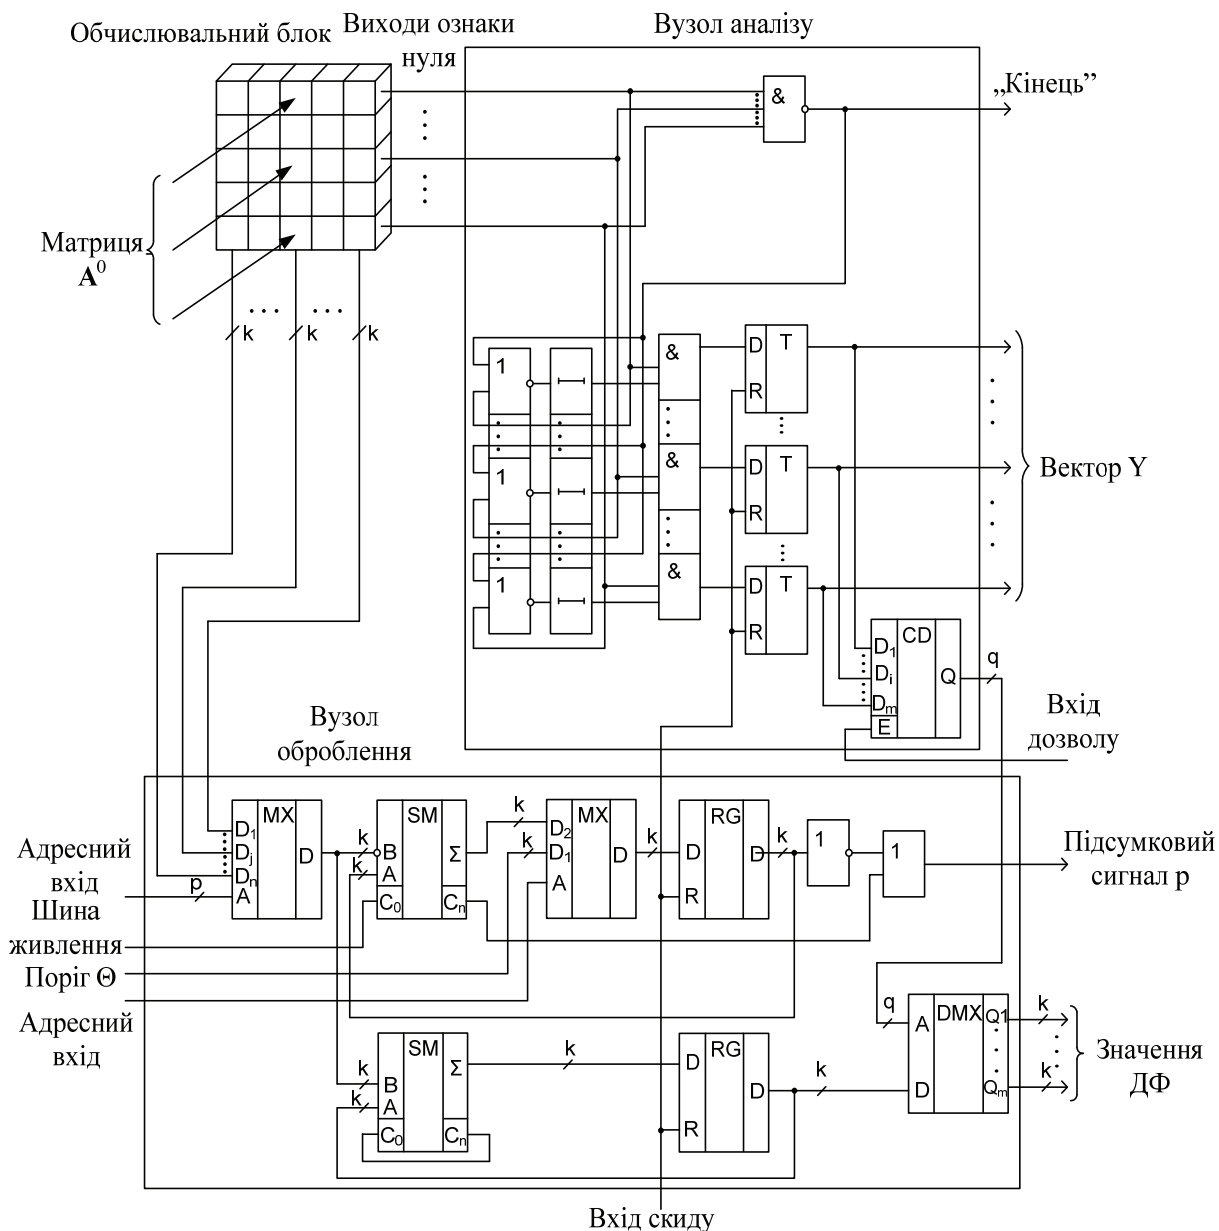 Обчислювальний блок
Виходи ознаки
нуля
Вузол аналізу
&
„Кінець”
Матриця
A⁰
k k k
1 & D T
R
1 & D T
R
1 & D T
R
Вектор Y
D₁ CD
Dᵢ Q q
Dₘ
E
Вхід
дозволу
Вузол
оброблення
Адресний
вхід
Шина
живлення
Поріг Θ
Адресний
вхід
D₁ MX
Dⱼ D
Dₙ
p A
k B SM Σ k
k A
C₀ Cₙ
D₂ MX
k D₁ D k
A
D RG D k
R
1
1
Підсумковий
сигнал p
k B SM Σ k
k A
C₀ Cₙ
D RG D k
R
q A DMX Q1 k
D Qₘ k
Значення
ДФ
Вхід скиду